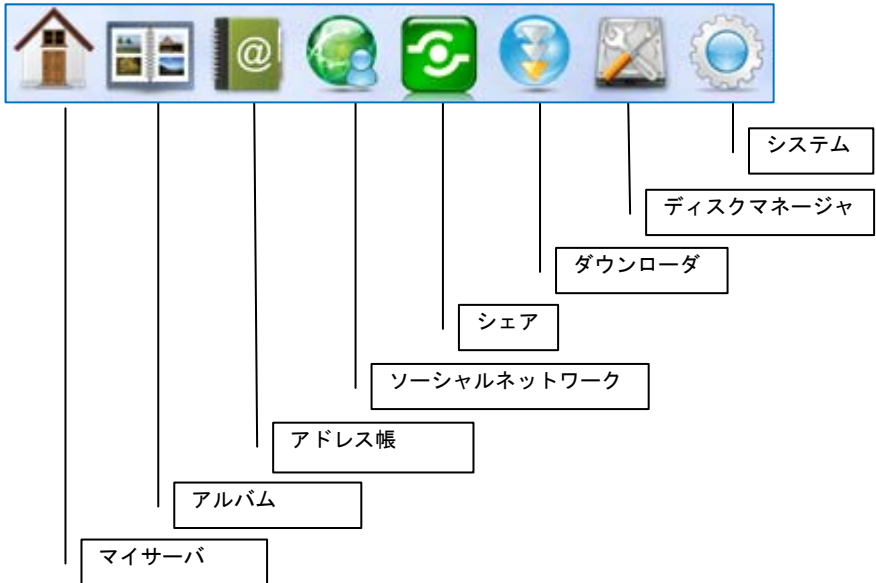 @
システム
ディスクマネージャ
ダウンローダ
シェア
ソーシャルネットワーク
アドレス帳
アルバム
マイサーバ